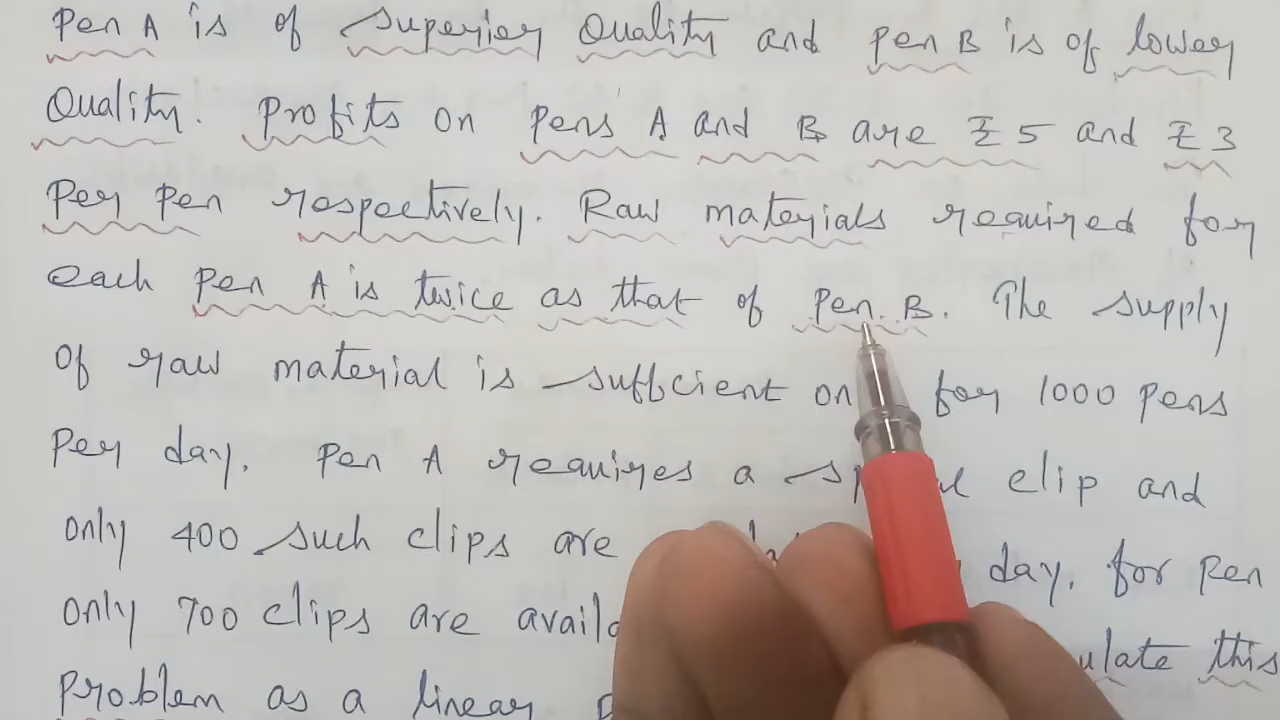 Pen A is of superior Quality and pen B is of lower
Quality. Profits on pens A and B are ₹5 and ₹3
Per pen respectively. Raw materials required for
each pen A is twice as that of pen B. The supply
of raw material is sufficient for 1000 pens
Per day. Pen A requires a clip and
only 400 such clips are day. for pen
only 700 clips are this
Problem as a linear